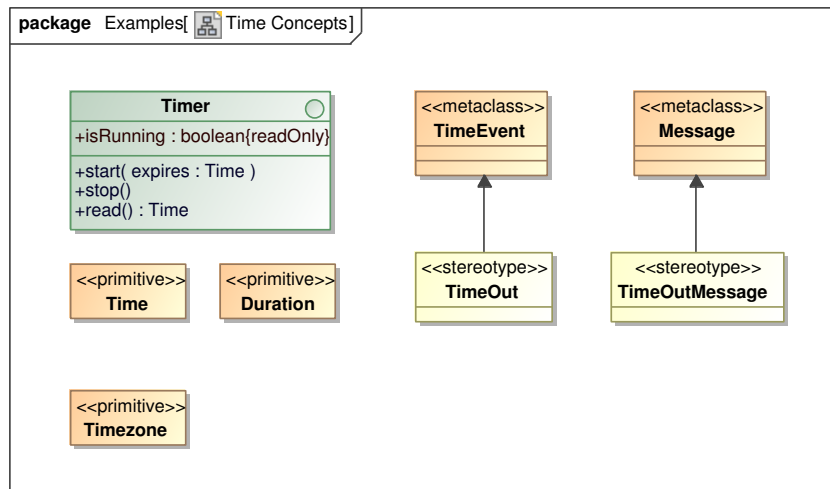 package Examples[ Time Concepts]
Timer
+isRunning : boolean{readOnly}
+start( expires : Time )
+stop()
+read() : Time
<<metaclass>>
TimeEvent
<<metaclass>>
Message
<<primitive>>
Time
<<primitive>>
Duration
<<stereotype>>
TimeOut
<<stereotype>>
TimeOutMessage
<<primitive>>
Timezone